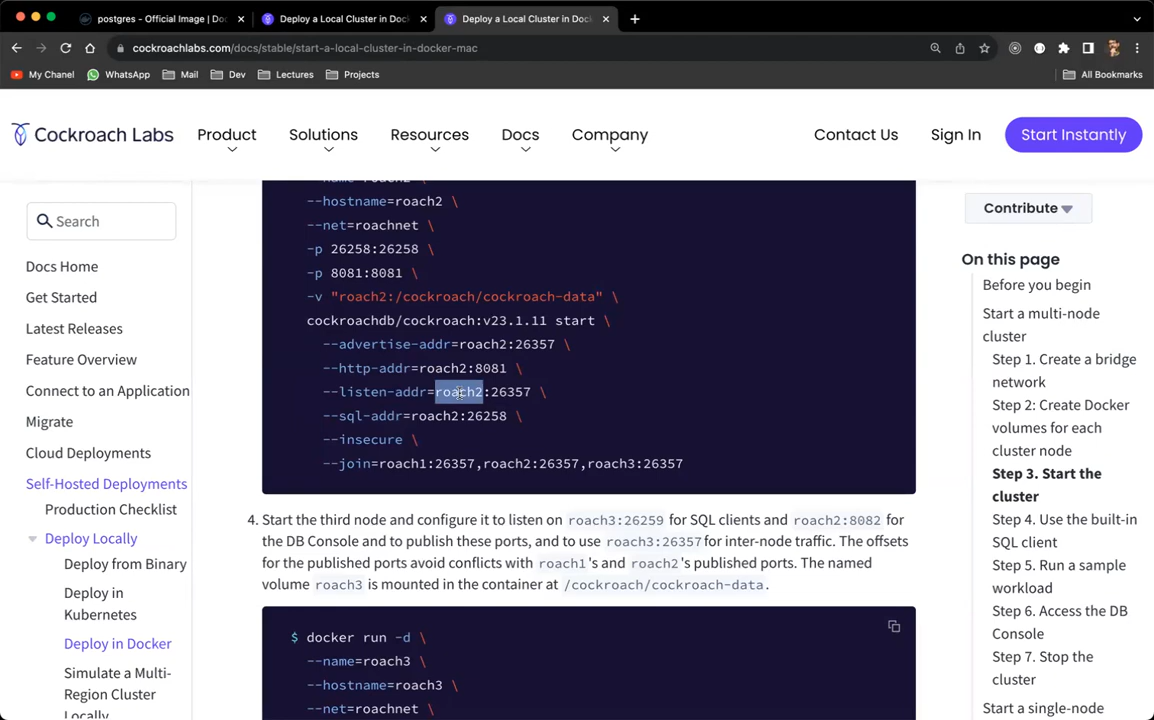 postgres - Official Image | Doc
Deploy a Local Cluster in Dock
Deploy a Local Cluster in Dock
cockroachlabs.com/docs/stable/start-a-local-cluster-in-docker-mac
My Chanel
WhatsApp
Mail
Dev
Lectures
Projects
All Bookmarks
Cockroach Labs
Product
Solutions
Resources
Docs
Company
Contact Us
Sign In
Start Instantly
Search
Docs Home
Get Started
Latest Releases
Feature Overview
Connect to an Application
Migrate
Cloud Deployments
Self-Hosted Deployments
Production Checklist
Deploy Locally
Deploy from Binary
Deploy in
Kubernetes
Deploy in Docker
Simulate a Multi-
Region Cluster
Locally
--name=roach2 \
--hostname=roach2 \
--net=roachnet \
-p 26258:26258 \
-p 8081:8081 \
-v "roach2:/cockroach/cockroach-data" \
cockroachdb/cockroach:v23.1.11 start \
--advertise-addr=roach2:26357 \
--http-addr=roach2:8081 \
--listen-addr=roach2:26357 \
--sql-addr=roach2:26258 \
--insecure \
--join=roach1:26357,roach2:26357,roach3:26357
4. Start the third node and configure it to listen on roach3:26259 for SQL clients and roach2:8082 for
the DB Console and to publish these ports, and to use roach3:26357 for inter-node traffic. The offsets
for the published ports avoid conflicts with roach1's and roach2's published ports. The named
volume roach3 is mounted in the container at /cockroach/cockroach-data.
$ docker run -d \
--name=roach3 \
--hostname=roach3 \
--net=roachnet \
Contribute
On this page
Before you begin
Start a multi-node
cluster
Step 1. Create a bridge
network
Step 2: Create Docker
volumes for each
cluster node
Step 3. Start the
cluster
Step 4. Use the built-in
SQL client
Step 5. Run a sample
workload
Step 6. Access the DB
Console
Step 7. Stop the
cluster
Start a single-node